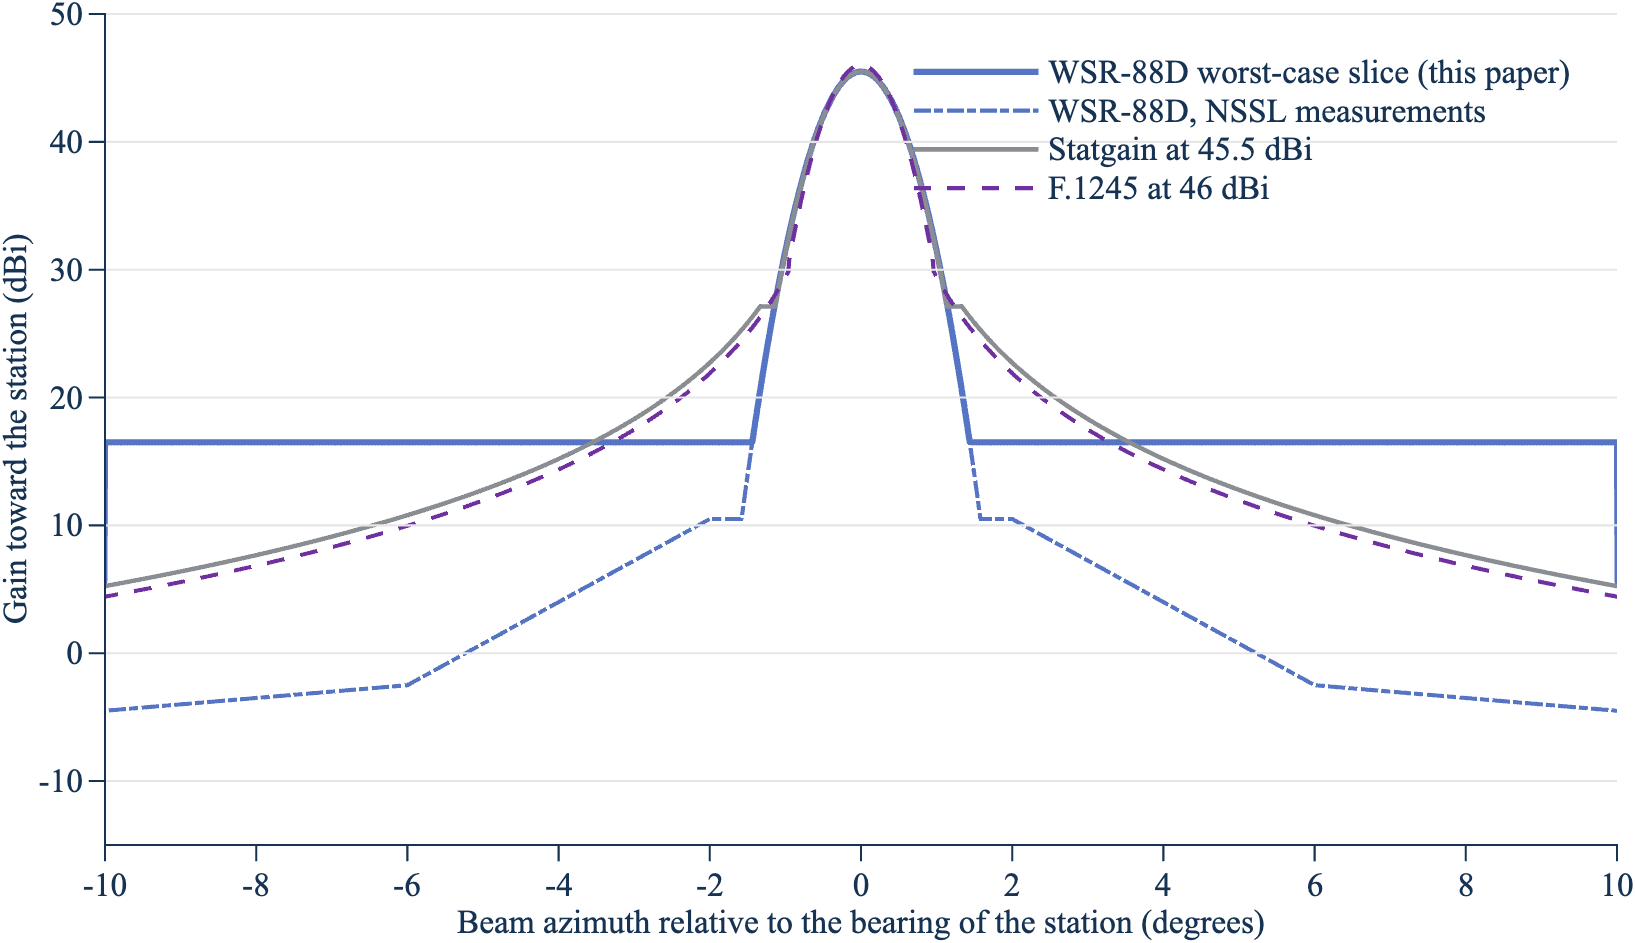 50
40
30
20
10
0
-10
Gain toward the station (dBi)
WSR-88D worst-case slice (this paper)
WSR-88D, NSSL measurements
Statgain at 45.5 dBi
F.1245 at 46 dBi
-10 -8 -6 -4 -2 0 2 4 6 8 10
Beam azimuth relative to the bearing of the station (degrees)